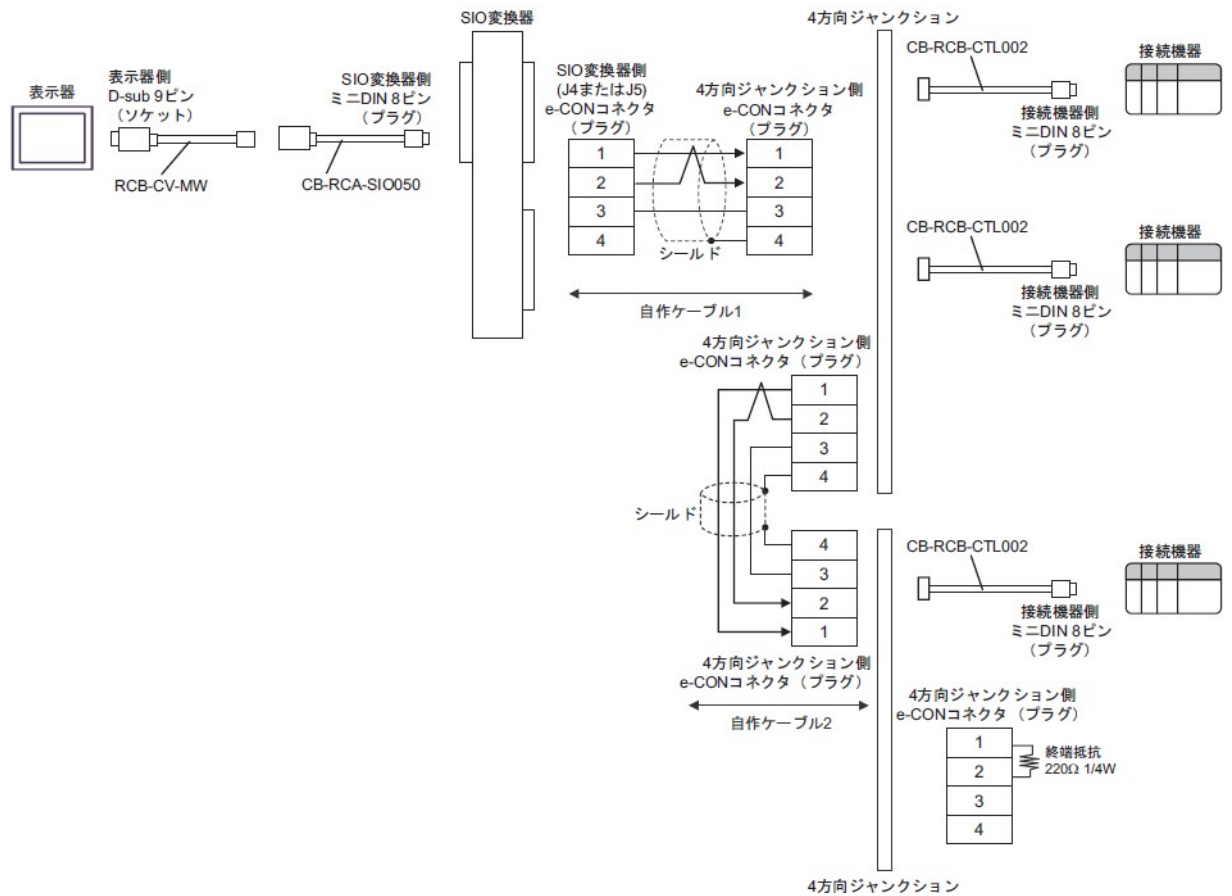 SIO変換器
4方向ジャンクション
表示器
表示器側
D-sub 9ピン
（ソケット）
RCB-CV-MW
SIO変換器側
ミニDIN 8ピン
（プラグ）
CB-RCA-SIO050
SIO変換器側
(J4またはJ5)
e-CONコネクタ
（プラグ）
1
2
3
4
4方向ジャンクション側
e-CONコネクタ
（プラグ）
1
2
3
4
シールド
自作ケーブル1
CB-RCB-CTL002
接続機器
接続機器側
ミニDIN 8ピン
（プラグ）
CB-RCB-CTL002
接続機器
接続機器側
ミニDIN 8ピン
（プラグ）
4方向ジャンクション側
e-CONコネクタ（プラグ）
1
2
3
4
シールド
4
3
2
1
4方向ジャンクション側
e-CONコネクタ（プラグ）
自作ケーブル2
CB-RCB-CTL002
接続機器
接続機器側
ミニDIN 8ピン
（プラグ）
4方向ジャンクション側
e-CONコネクタ（プラグ）
1
2
3
4
終端抵抗
220Ω 1/4W
4方向ジャンクション